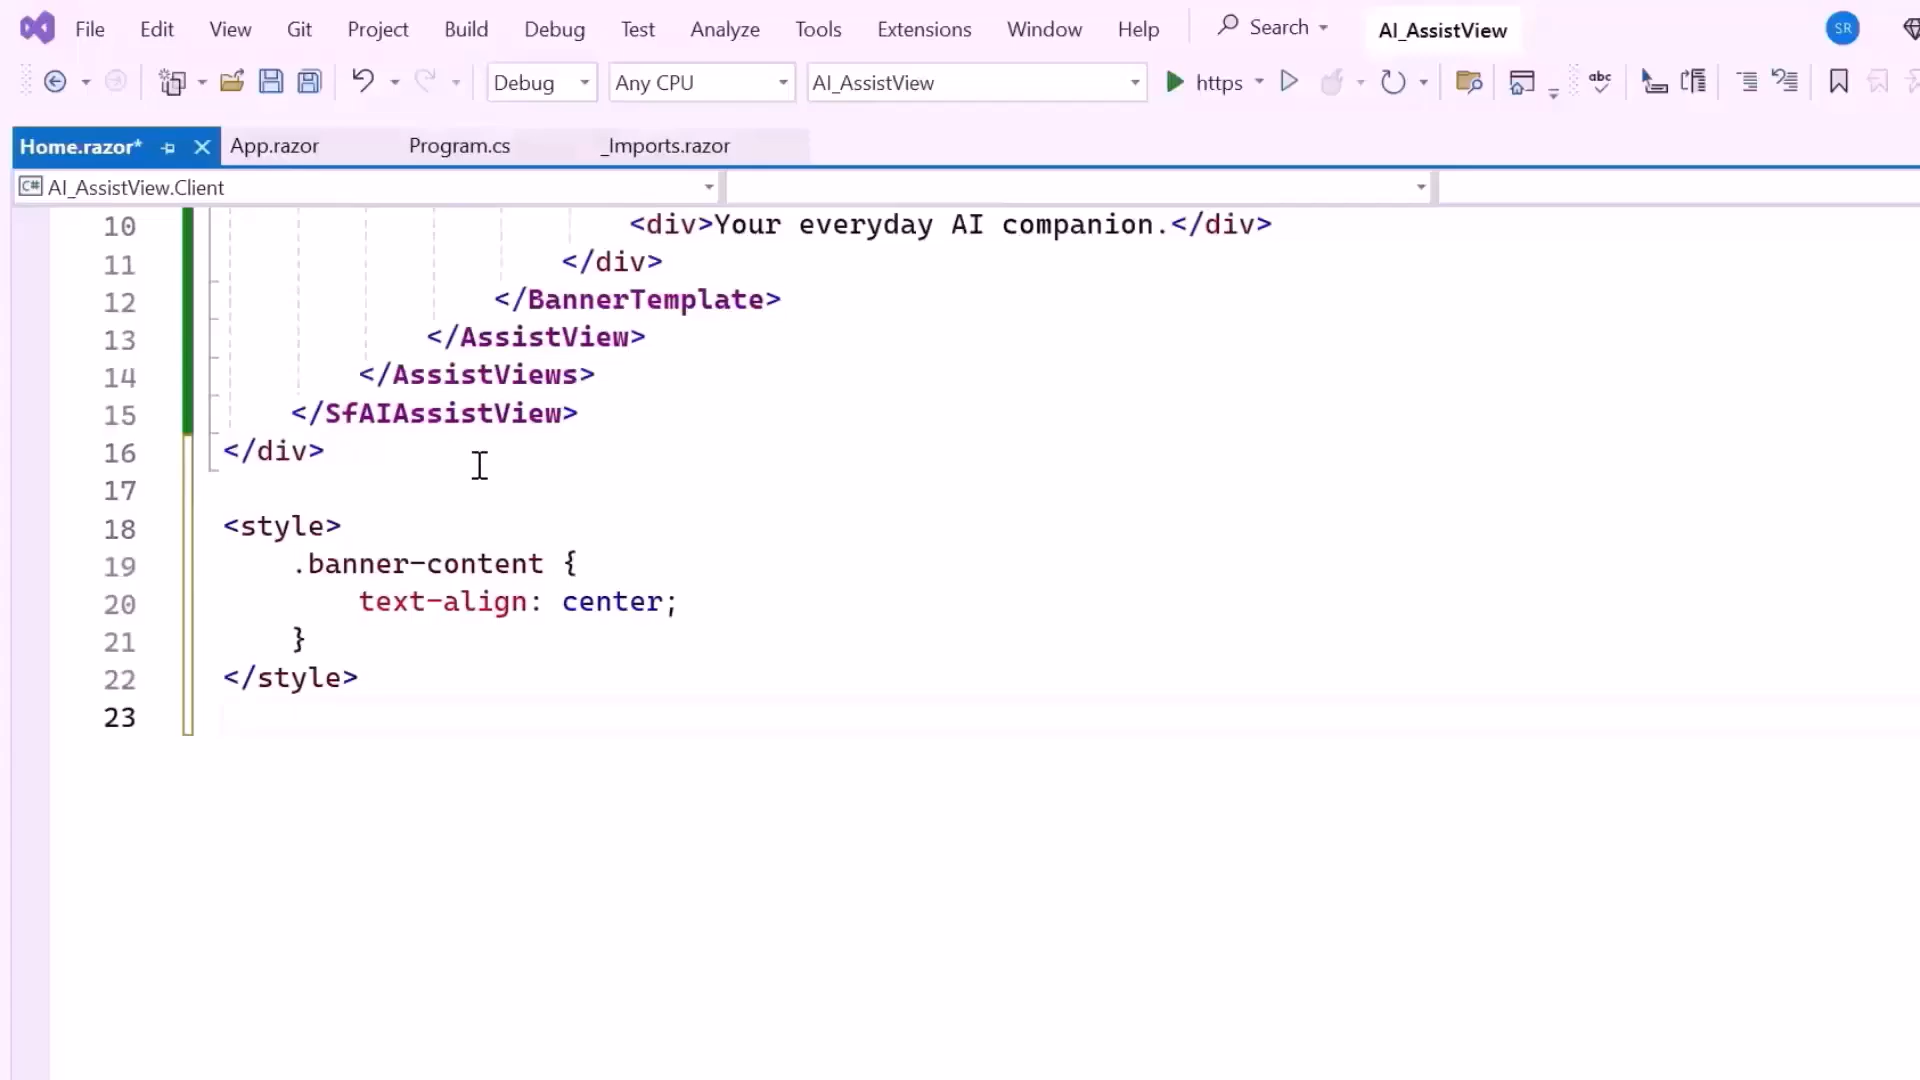 File Edit View Git Project Build Debug Test Analyze Tools Extensions Window Help Search AI_AssistView SR
Debug Any CPU AI_AssistView https abc
Home.razor* App.razor Program.cs _Imports.razor
C# AI_AssistView.Client
10 <div>Your everyday AI companion.</div>
11 </div>
12 </BannerTemplate>
13 </AssistView>
14 </AssistViews>
15 </SfAIAssistView>
16 </div>
17
18 <style>
19 .banner-content {
20 text-align: center;
21 }
22 </style>
23